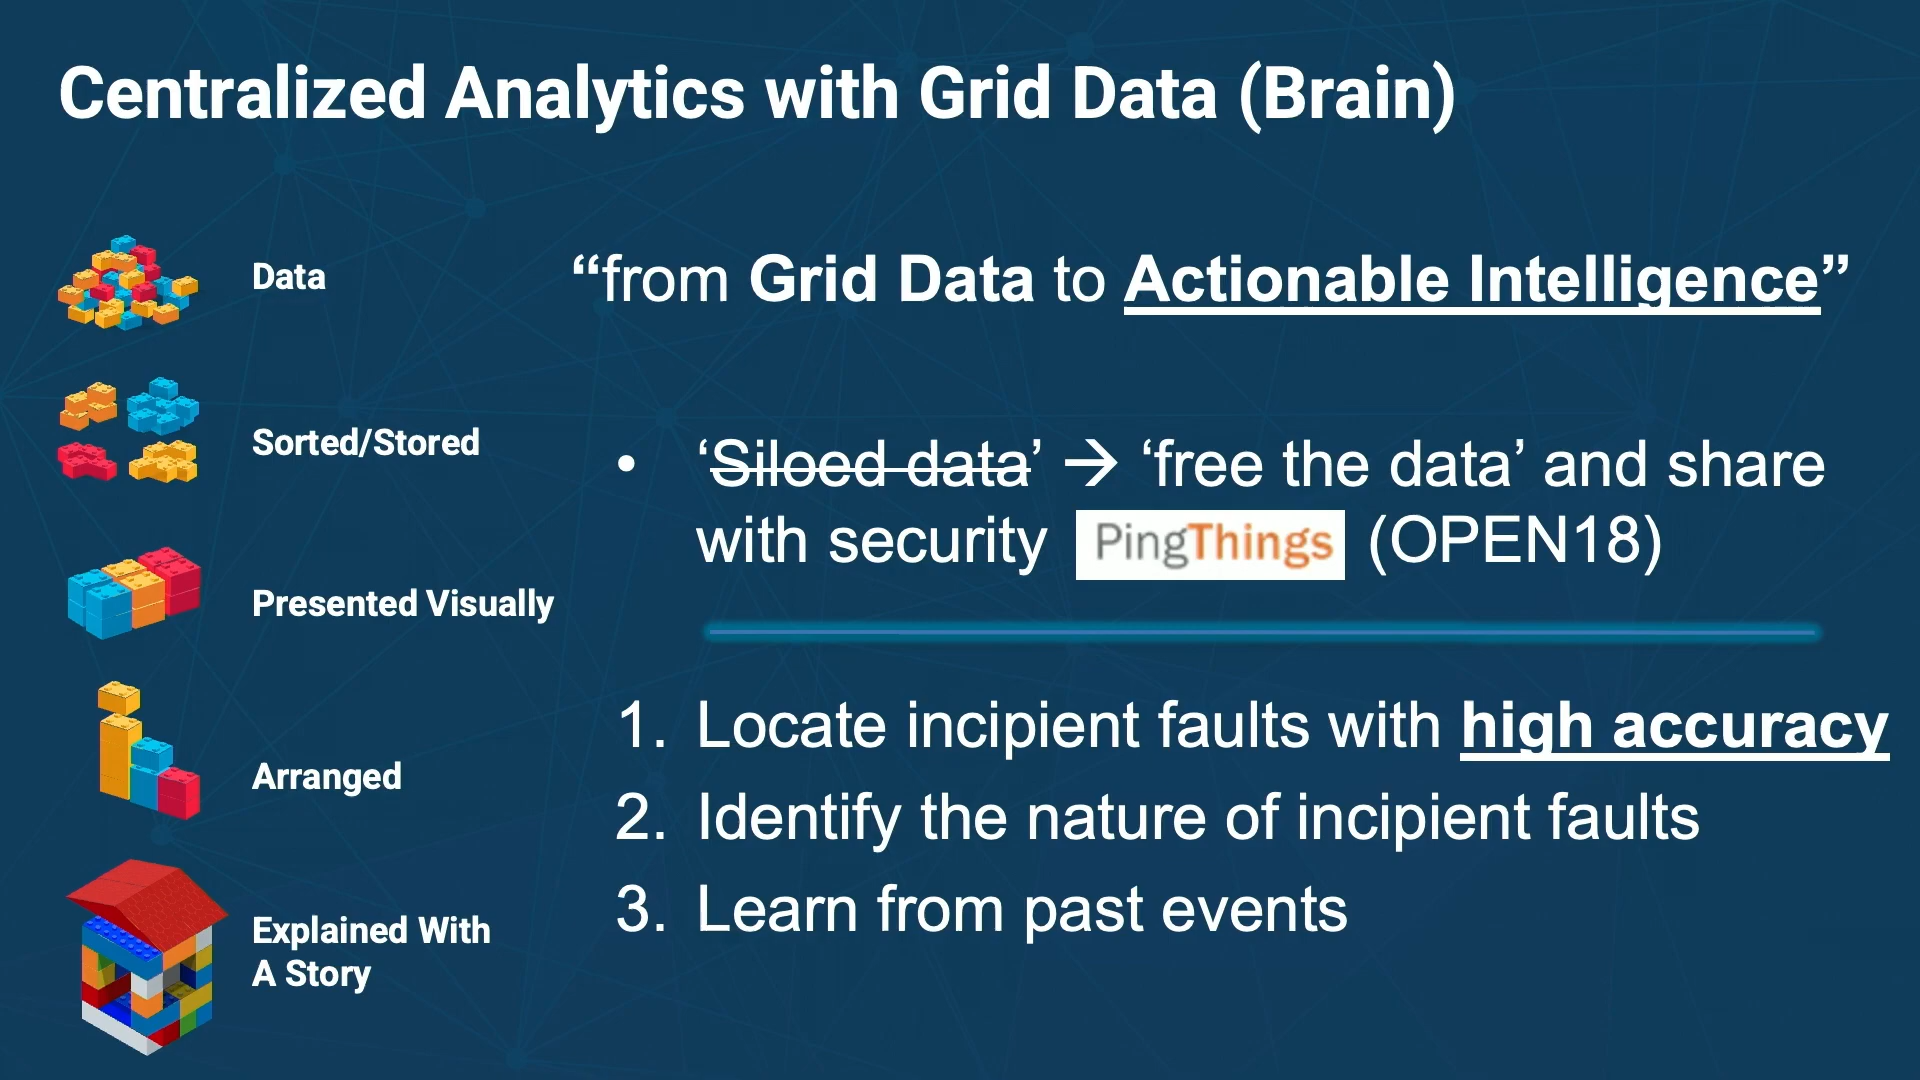 Centralized Analytics with Grid Data (Brain)
Data
Sorted/Stored
Presented Visually
Arranged
Explained With
A Story
“from Grid Data to Actionable Intelligence”
• ‘Siloed data’ → ‘free the data’ and share
with security PingThings (OPEN18)
1. Locate incipient faults with high accuracy
2. Identify the nature of incipient faults
3. Learn from past events